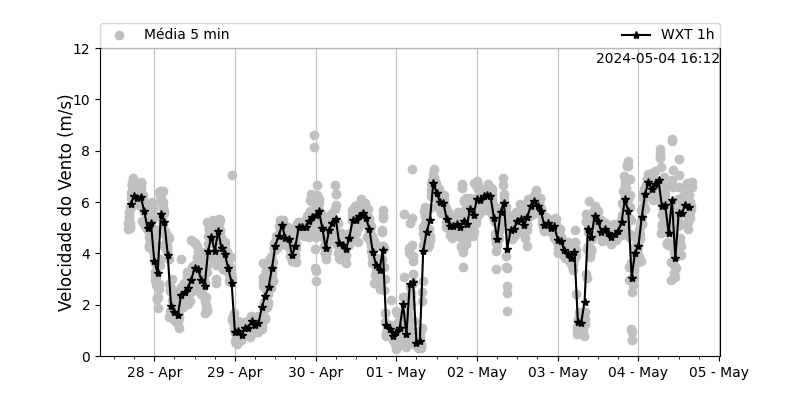 Média 5 min
WXT 1h
2024-05-04 16:12
Velocidade do Vento (m/s)
12
10
8
6
4
2
0
28 - Apr
29 - Apr
30 - Apr
01 - May
02 - May
03 - May
04 - May
05 - May